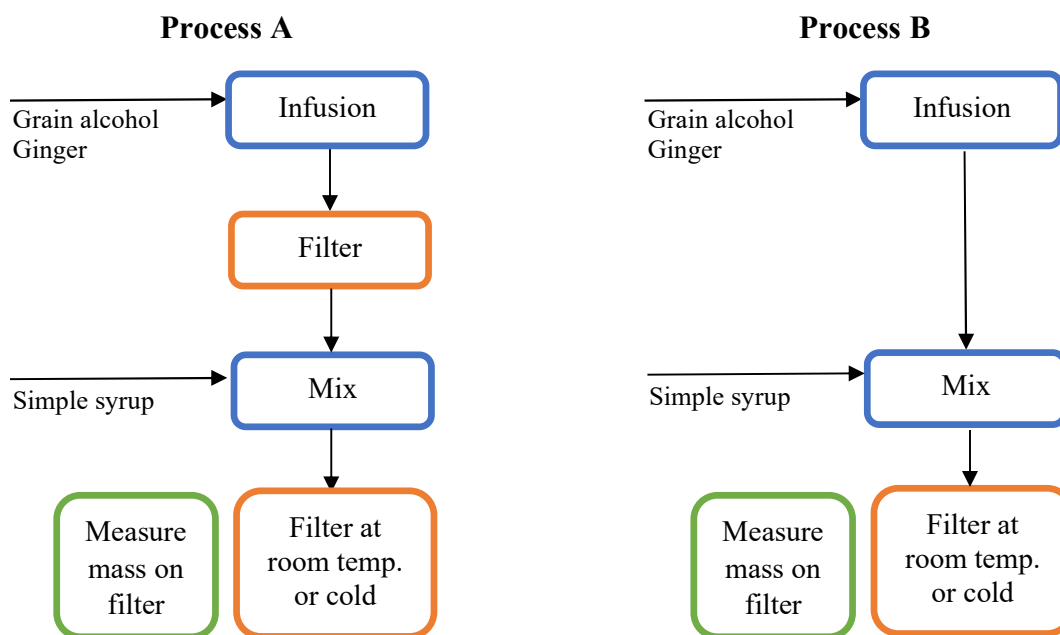 Process A
Infusion
Grain alcohol
Ginger
Filter
Mix
Simple syrup
Measure
mass on
filter
Filter at
room temp.
or cold
Process B
Infusion
Grain alcohol
Ginger
Mix
Simple syrup
Measure
mass on
filter
Filter at
room temp.
or cold